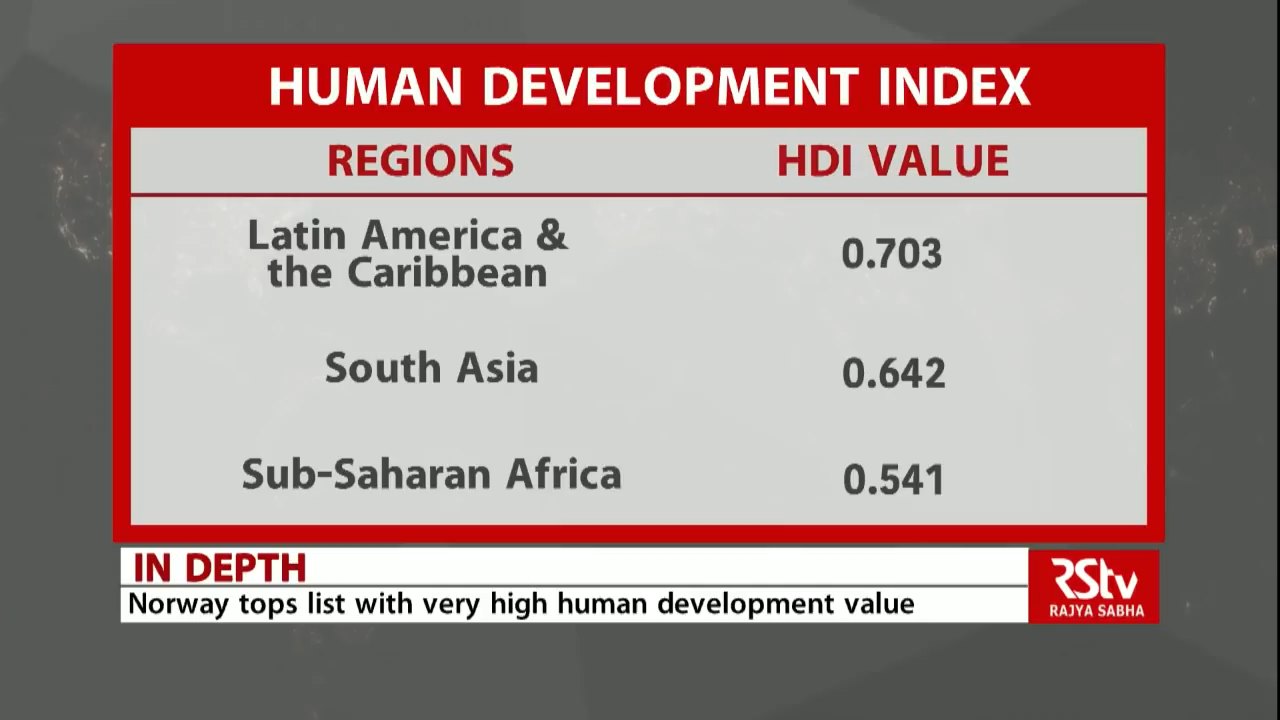 HUMAN DEVELOPMENT INDEX
REGIONS HDI VALUE
Latin America &
the Caribbean
0.703
South Asia 0.642
Sub-Saharan Africa 0.541
IN DEPTH
Norway tops list with very high human development value
RStv
RAJYA SABHA